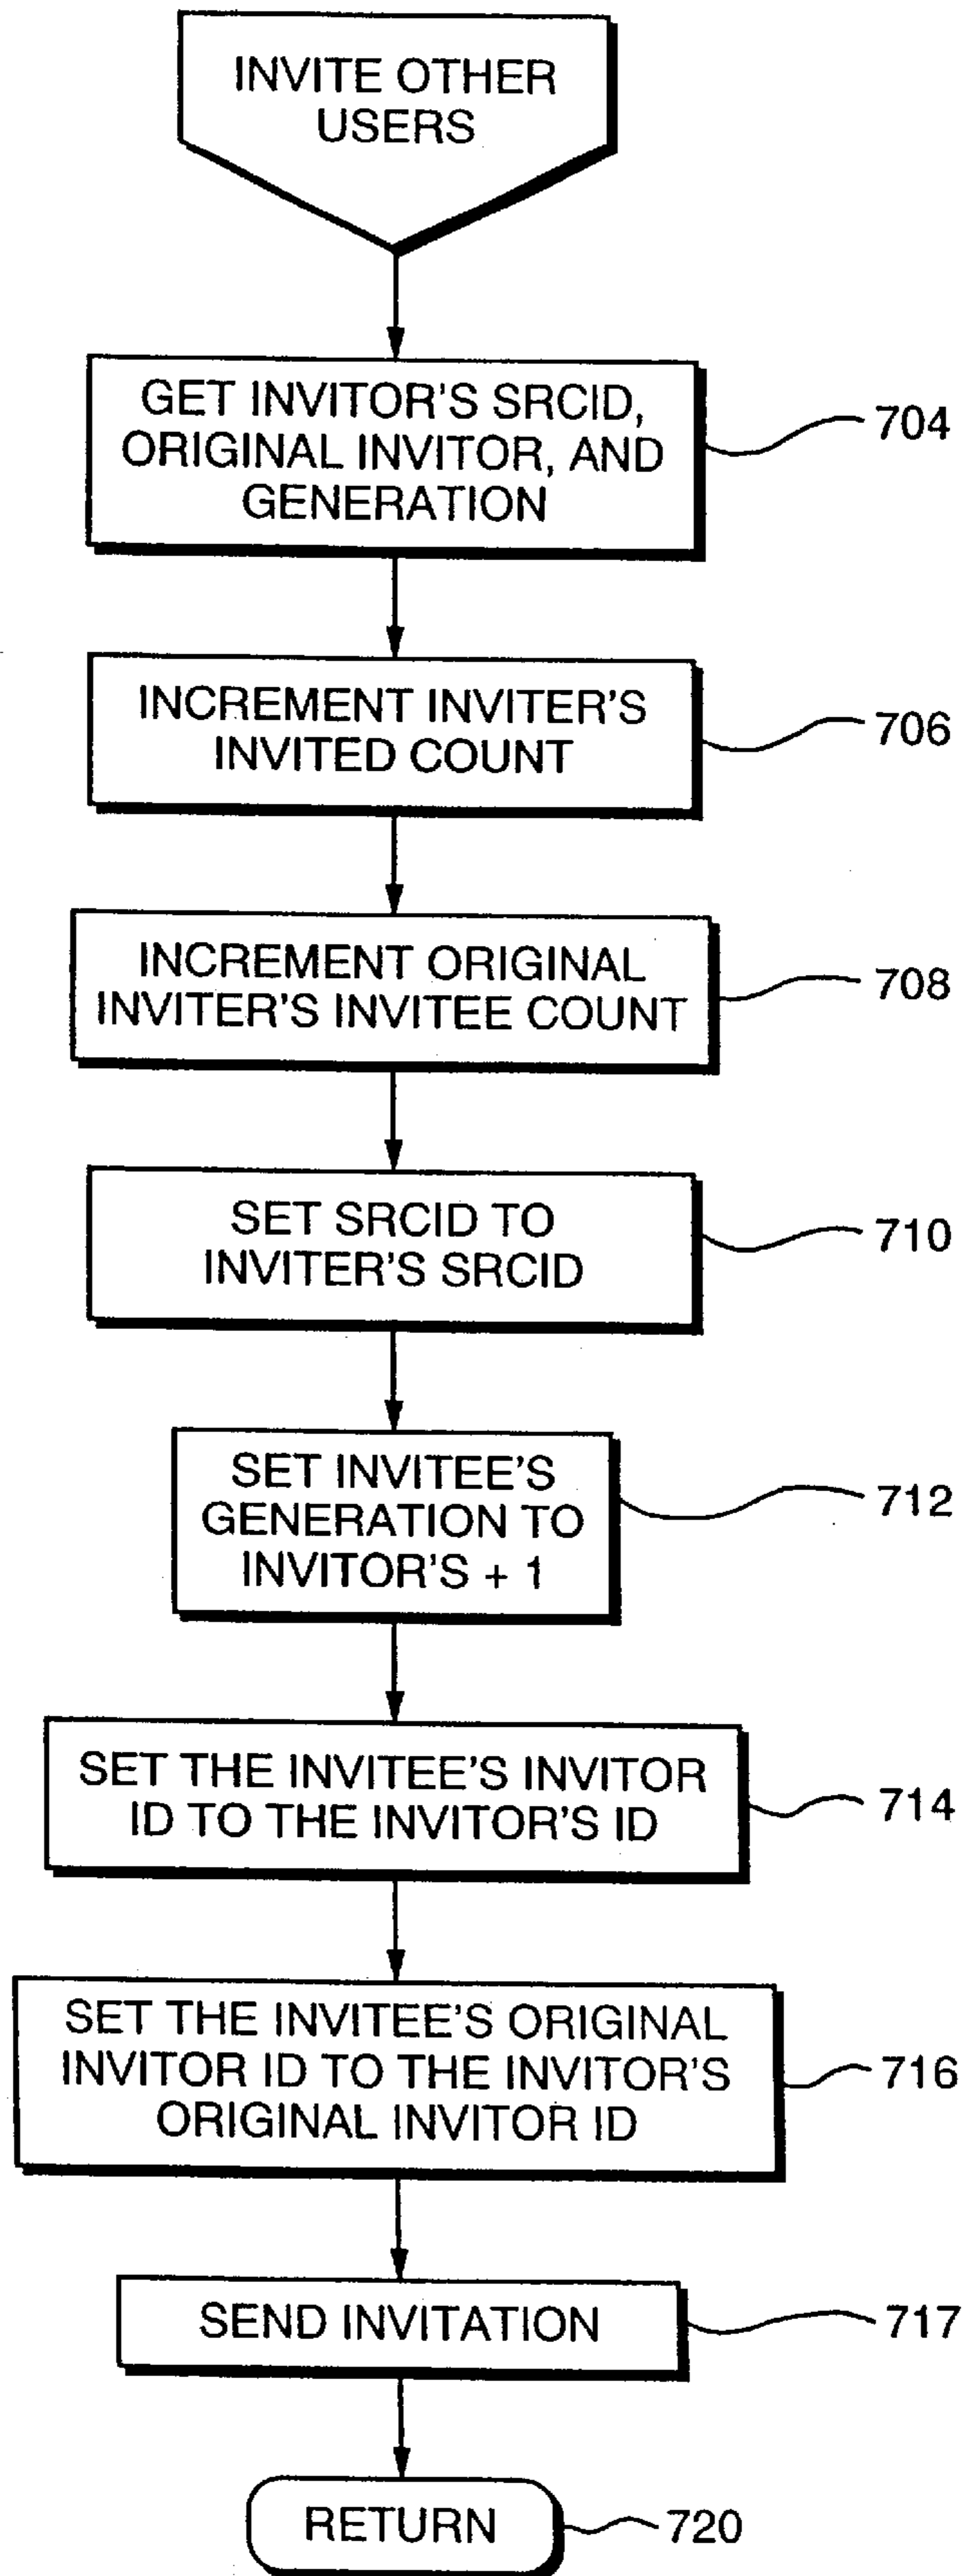 INVITE OTHER
USERS
GET INVITOR'S SRCID,
ORIGINAL INVITOR, AND
GENERATION
704
INCREMENT INVITER'S
INVITED COUNT
706
INCREMENT ORIGINAL
INVITER'S INVITEE COUNT
708
SET SRCID TO
INVITER'S SRCID
710
SET INVITEE'S
GENERATION TO
INVITOR'S + 1
712
SET THE INVITEE'S INVITOR
ID TO THE INVITOR'S ID
714
SET THE INVITEE'S ORIGINAL
INVITOR ID TO THE INVITOR'S
ORIGINAL INVITOR ID
716
SEND INVITATION
717
RETURN
720